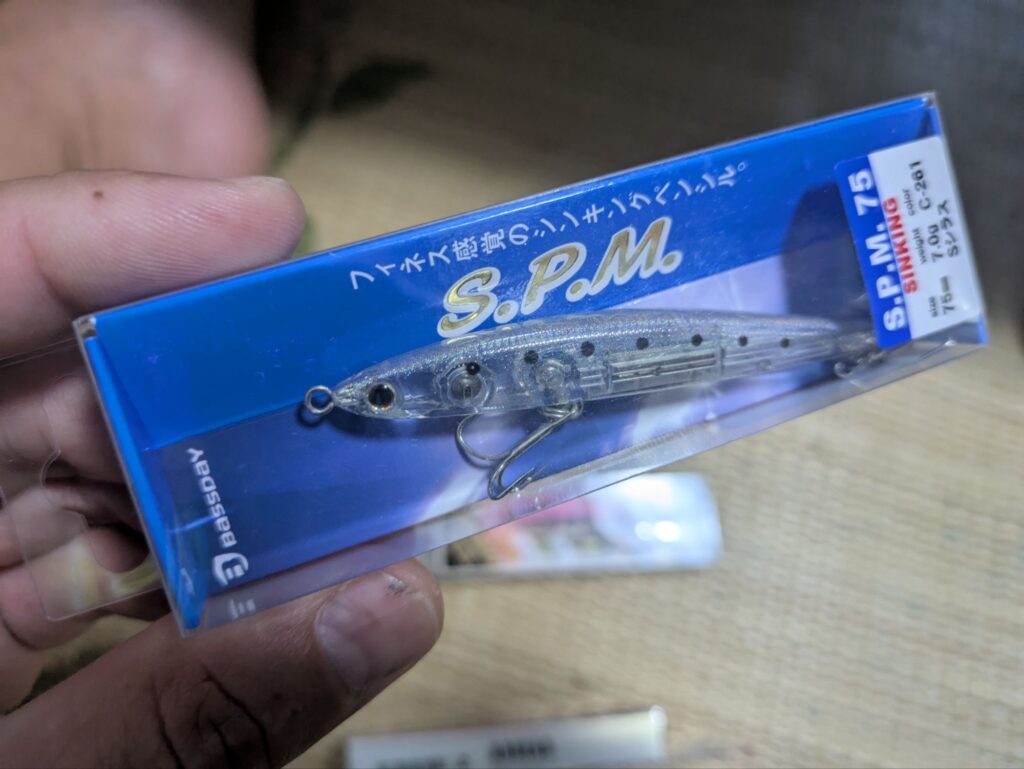 フィネス感覚のシンキングペンシル。
S.P.M.
S.P.M. 75
SINKING
size weight color
75mm 7.0g C-261
Sシラス
BassDay